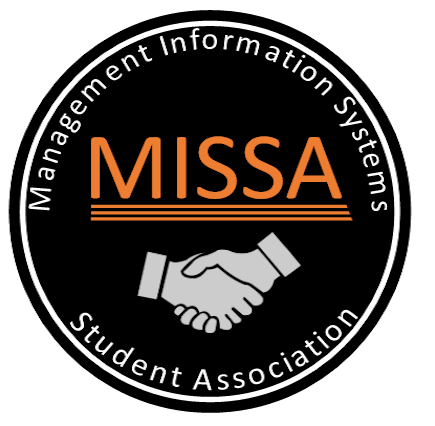 Management Information Systems
MISSA
Student Association